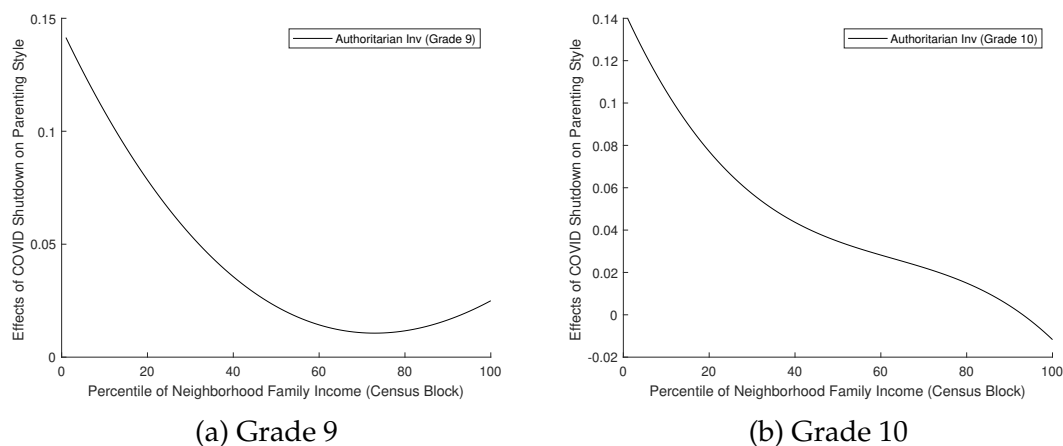 Effects of COVID Shutdown on Parenting Style
0.15
0.1
0.05
0
Authoritarian Inv (Grade 9)
0 20 40 60 80 100
Percentile of Neighborhood Family Income (Census Block)
(a) Grade 9
Effects of COVID Shutdown on Parenting Style
0.14
0.12
0.1
0.08
0.06
0.04
0.02
0
-0.02
Authoritarian Inv (Grade 10)
0 20 40 60 80 100
Percentile of Neighborhood Family Income (Census Block)
(b) Grade 10